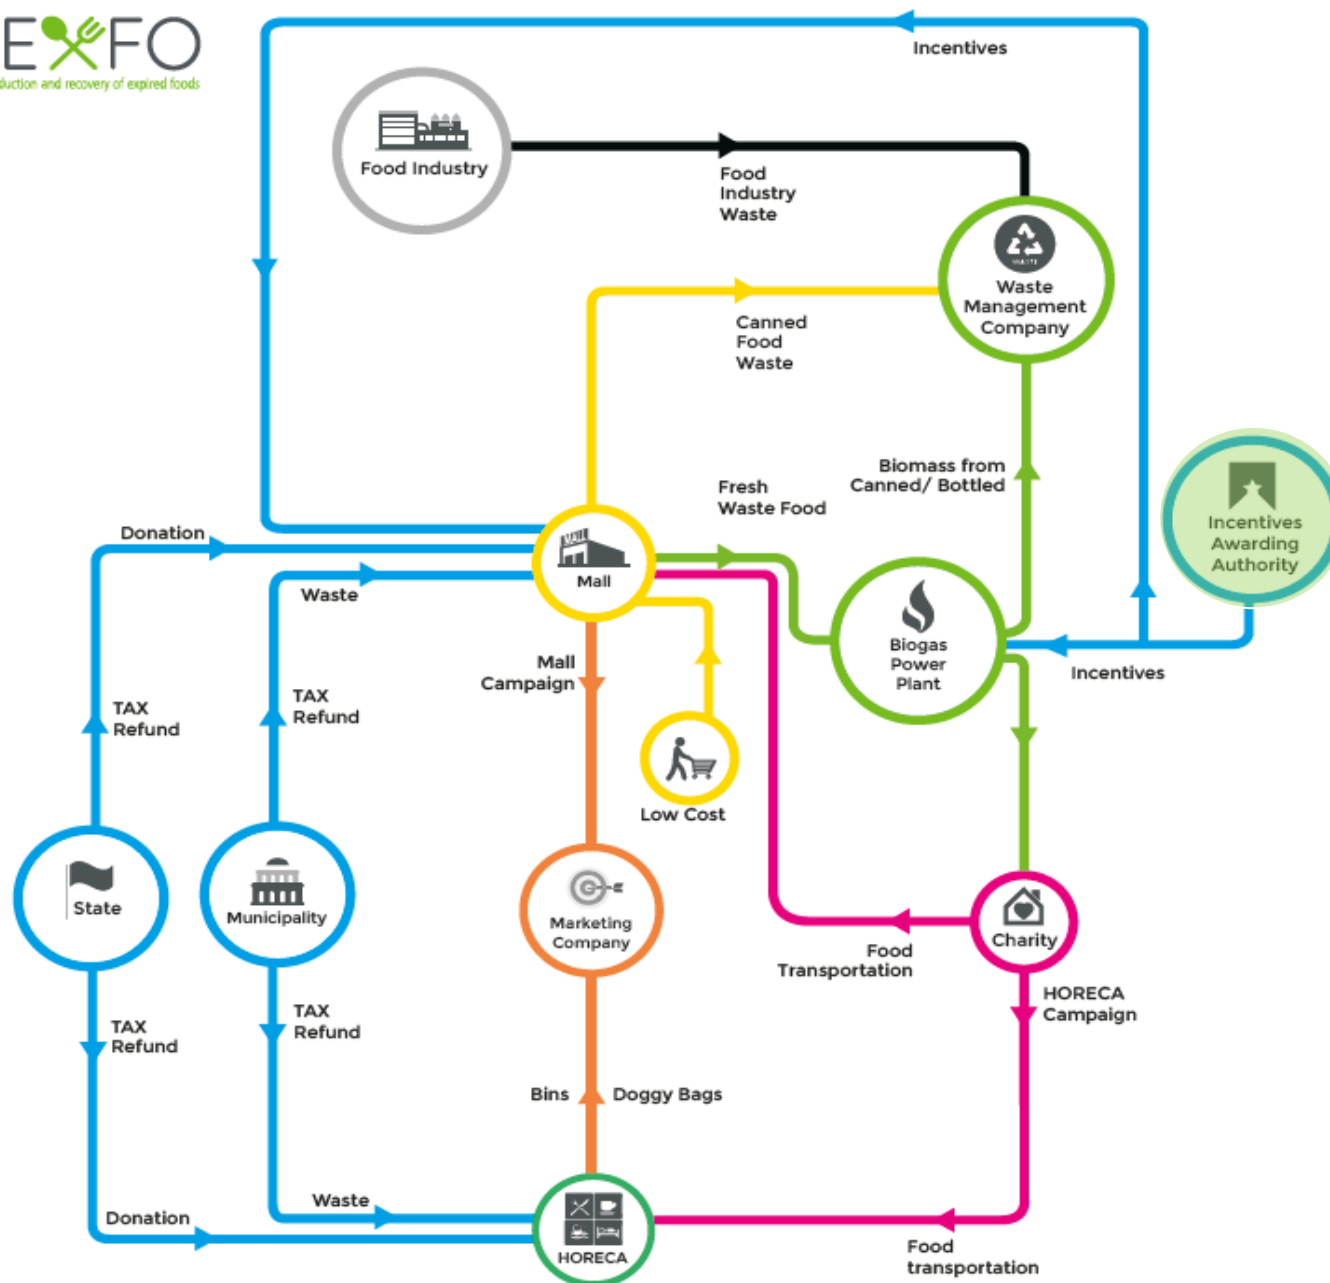 EXFO
duction and recovery of expired foods
Incentives
Food Industry
Food
Industry
Waste
WASTE
Waste
Management
Company
Canned
Food
Waste
Biomass from
Canned/ Bottled
Fresh
Waste Food
Incentives
Awarding
Authority
Donation
MALL
Mall
Waste
Biogas
Power
Plant
Incentives
Mall
Campaign
TAX
Refund
TAX
Refund
Low Cost
State
Municipality
Marketing
Company
Charity
Food
Transportation
HORECA
Campaign
TAX
Refund
TAX
Refund
Bins
Doggy Bags
Waste
Donation
HORECA
Food
transportation